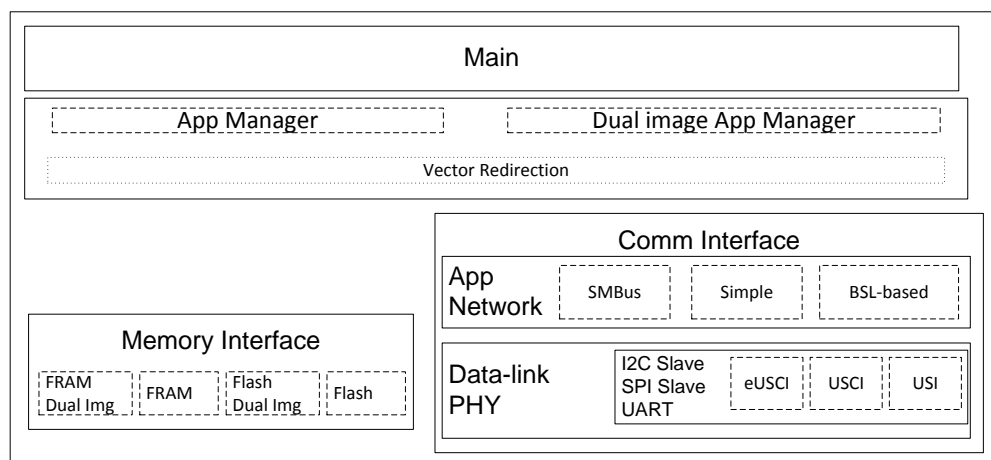 Main
App Manager
Dual image App Manager
Vector Redirection
Comm Interface
App
Network
SMBus
Simple
BSL-based
Memory Interface
FRAM
Dual Img
FRAM
Flash
Dual Img
Flash
Data-link
PHY
I2C Slave
SPI Slave
UART
eUSCI
USCI
USI